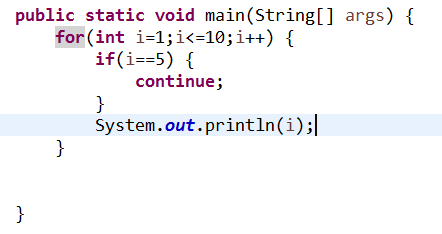 public static void main(String[] args) {
    for(int i=1;i<=10;i++) {
        if(i==5) {
            continue;
        }
        System.out.println(i);
    }
}